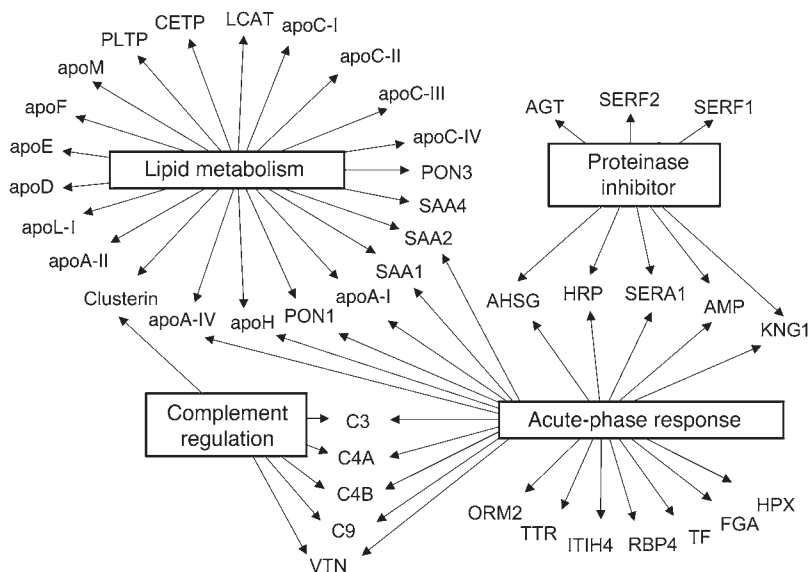 LCAT
CETP
apoC-I
PLTP
apoC-II
apoM
apoC-III
apoF
AGT
SERF2
SERF1
apoE
apoC-IV
Lipid metabolism
PON3
Proteinase
inhibitor
apoD
SAA4
apoL-I
SAA2
apoA-II
SAA1
Clusterin
apoA-IV
apoH
PON1
apoA-I
AHSG
HRP
SERA1
AMP
KNG1
Complement
regulation
C3
Acute-phase response
C4A
C4B
C9
VTN
ORM2
TTR
ITIH4
RBP4
TF
FGA
HPX